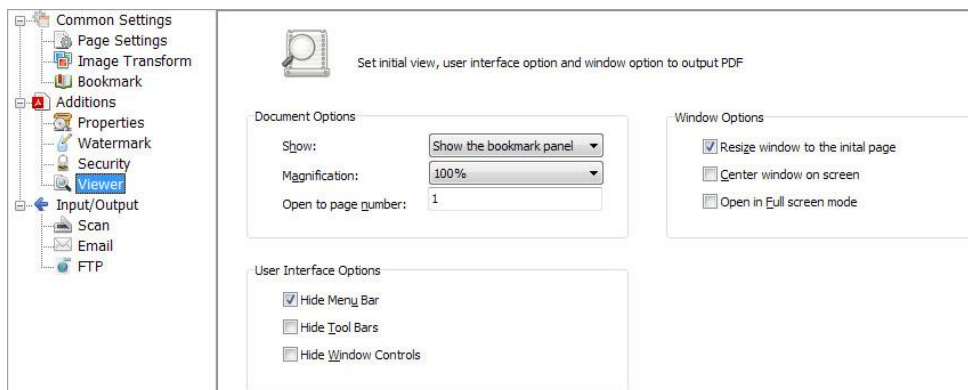 Common Settings
Page Settings
Image Transform
Bookmark
Additions
Properties
Watermark
Security
Viewer
Input/Output
Scan
Email
FTP
Set initial view, user interface option and window option to output PDF
Document Options
Show: Show the bookmark panel
Magnification: 100%
Open to page number: 1
Window Options
Resize window to the inital page
Center window on screen
Open in Full screen mode
User Interface Options
Hide Menu Bar
Hide Tool Bars
Hide Window Controls